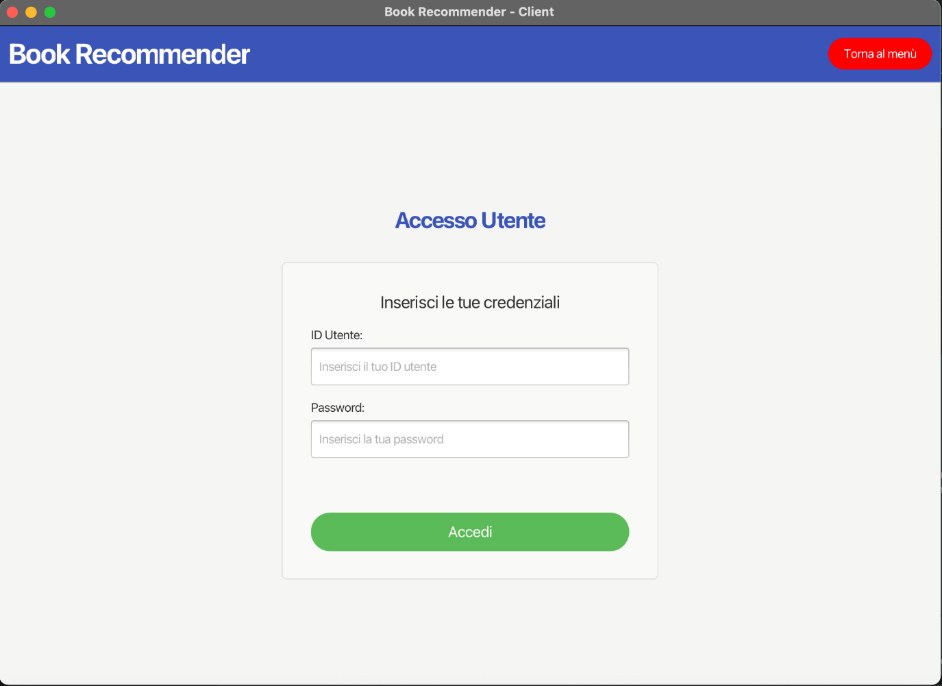 Book Recommender - Client
Book Recommender
Torna al menù
Accesso Utente
Inserisci le tue credenziali
ID Utente:
Inserisci il tuo ID utente
Password:
Inserisci la tua password
Accedi